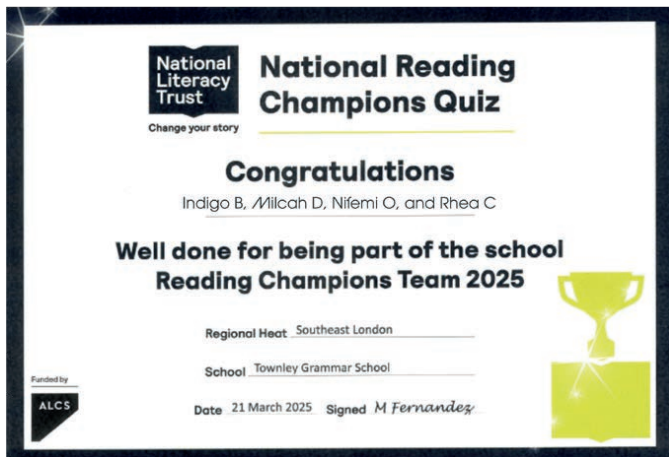 National
Literacy
Trust
Change your story
National Reading
Champions Quiz
Congratulations
Indigo B, Milcah D, Nifemi O, and Rhea C
Well done for being part of the school
Reading Champions Team 2025
Regional Heat Southeast London
School Townley Grammar School
Date 21 March 2025 Signed M Fernandez
Funded by
ALCS